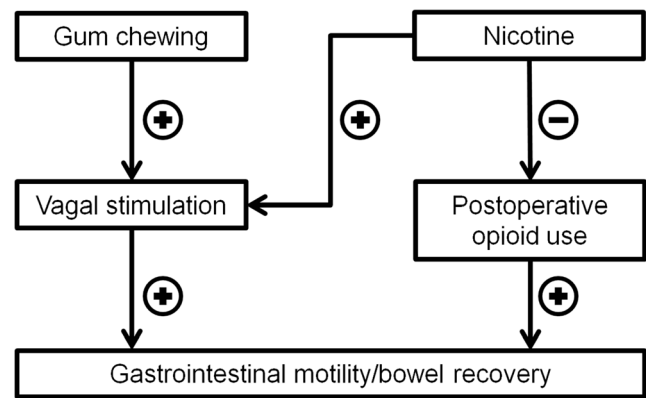 Gum chewing
Nicotine
+
+
−
Vagal stimulation
Postoperative
opioid use
+
+
Gastrointestinal motility/bowel recovery